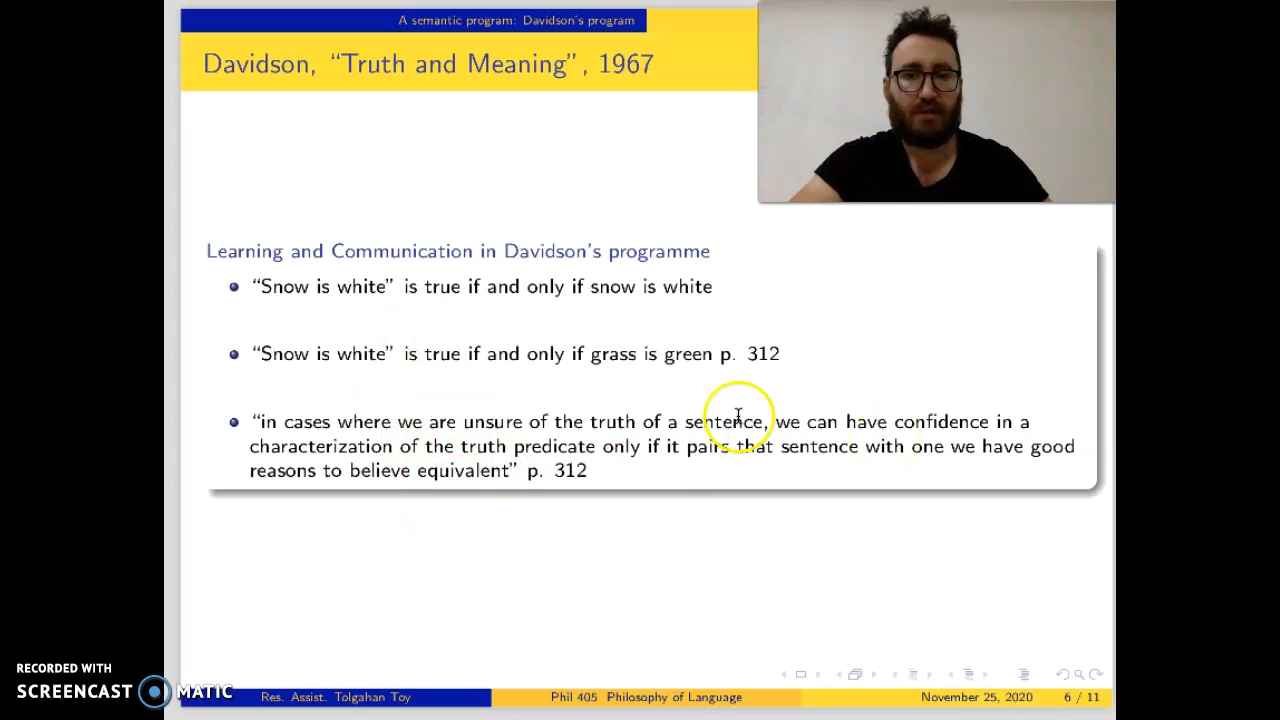 A semantic program: Davidson's program
Davidson, “Truth and Meaning”, 1967
Learning and Communication in Davidson's programme
“Snow is white” is true if and only if snow is white
“Snow is white” is true if and only if grass is green p. 312
“in cases where we are unsure of the truth of a sentence, we can have confidence in a
characterization of the truth predicate only if it pairs that sentence with one we have good
reasons to believe equivalent” p. 312
RECORDED WITH
SCREENCAST MATIC
Res. Assist. Tolgahan Toy
Phil 405 Philosophy of Language
November 25, 2020
6 / 11